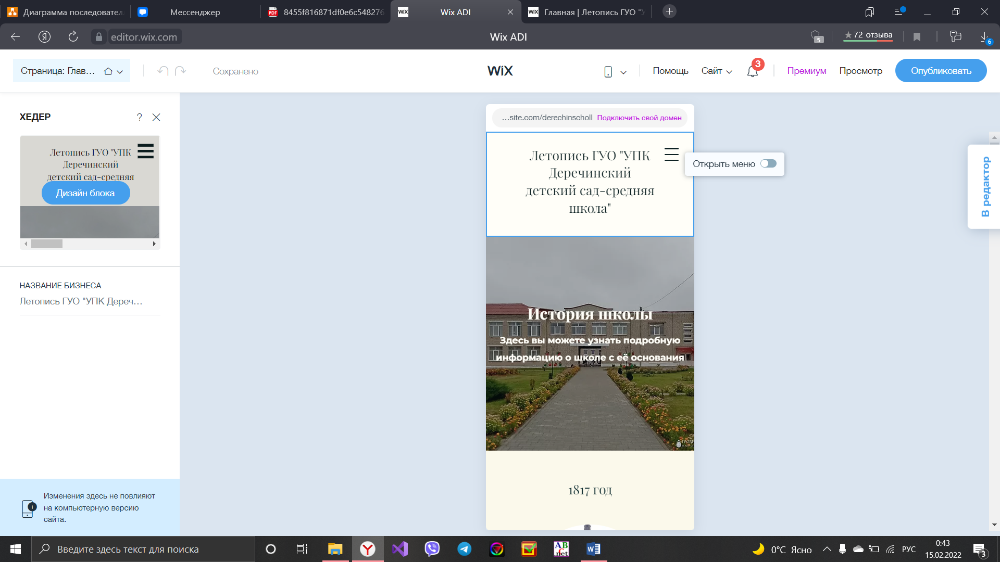 Диаграмма последовател
Мессенджер
PDF
8455f816871df0e6c548276
WiX
Wix ADI
WiX
Главная | Летопись ГУО "У
Я
editor.wix.com
Wix ADI
5
72 отзыва
6
Страница: Глав...
Сохранено
WiX
Помощь
Сайт
3
Премиум
Просмотр
Опубликовать
ХЕДЕР
?
Летопись ГУО "УПК
Деречинский
детский сад-средняя
Дизайн блока
НАЗВАНИЕ БИЗНЕСА
Летопись ГУО "УПК Дереч...
Изменения здесь не повлияют
на компьютерную версию
сайта.
...site.com/derechinscholl
Подключить свой домен
Летопись ГУО "УПК
Деречинский
детский сад-средняя
школа"
Открыть меню
В редактор
История школы
Здесь вы можете узнать подробную
информацию о школе с её основания
1817 год
Введите здесь текст для поиска
ABC
.net
0°C Ясно
РУС
0:43
15.02.2022
3